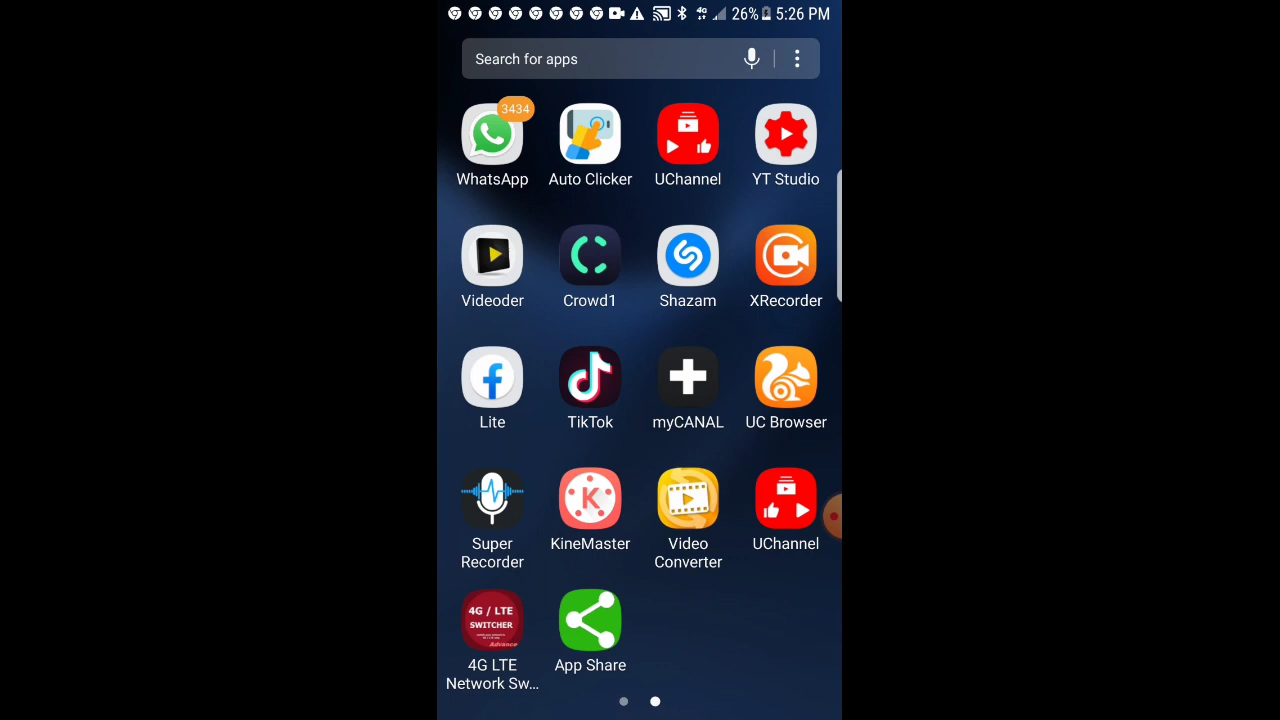 4G 26% 5:26 PM
Search for apps
3434
WhatsApp
Auto Clicker
UChannel
YT Studio
Videoder
Crowd1
Shazam
XRecorder
Lite
TikTok
myCANAL
UC Browser
K
Super
Recorder
KineMaster
Video
Converter
UChannel
4G / LTE
SWITCHER
Advance
4G LTE
Network Sw...
App Share